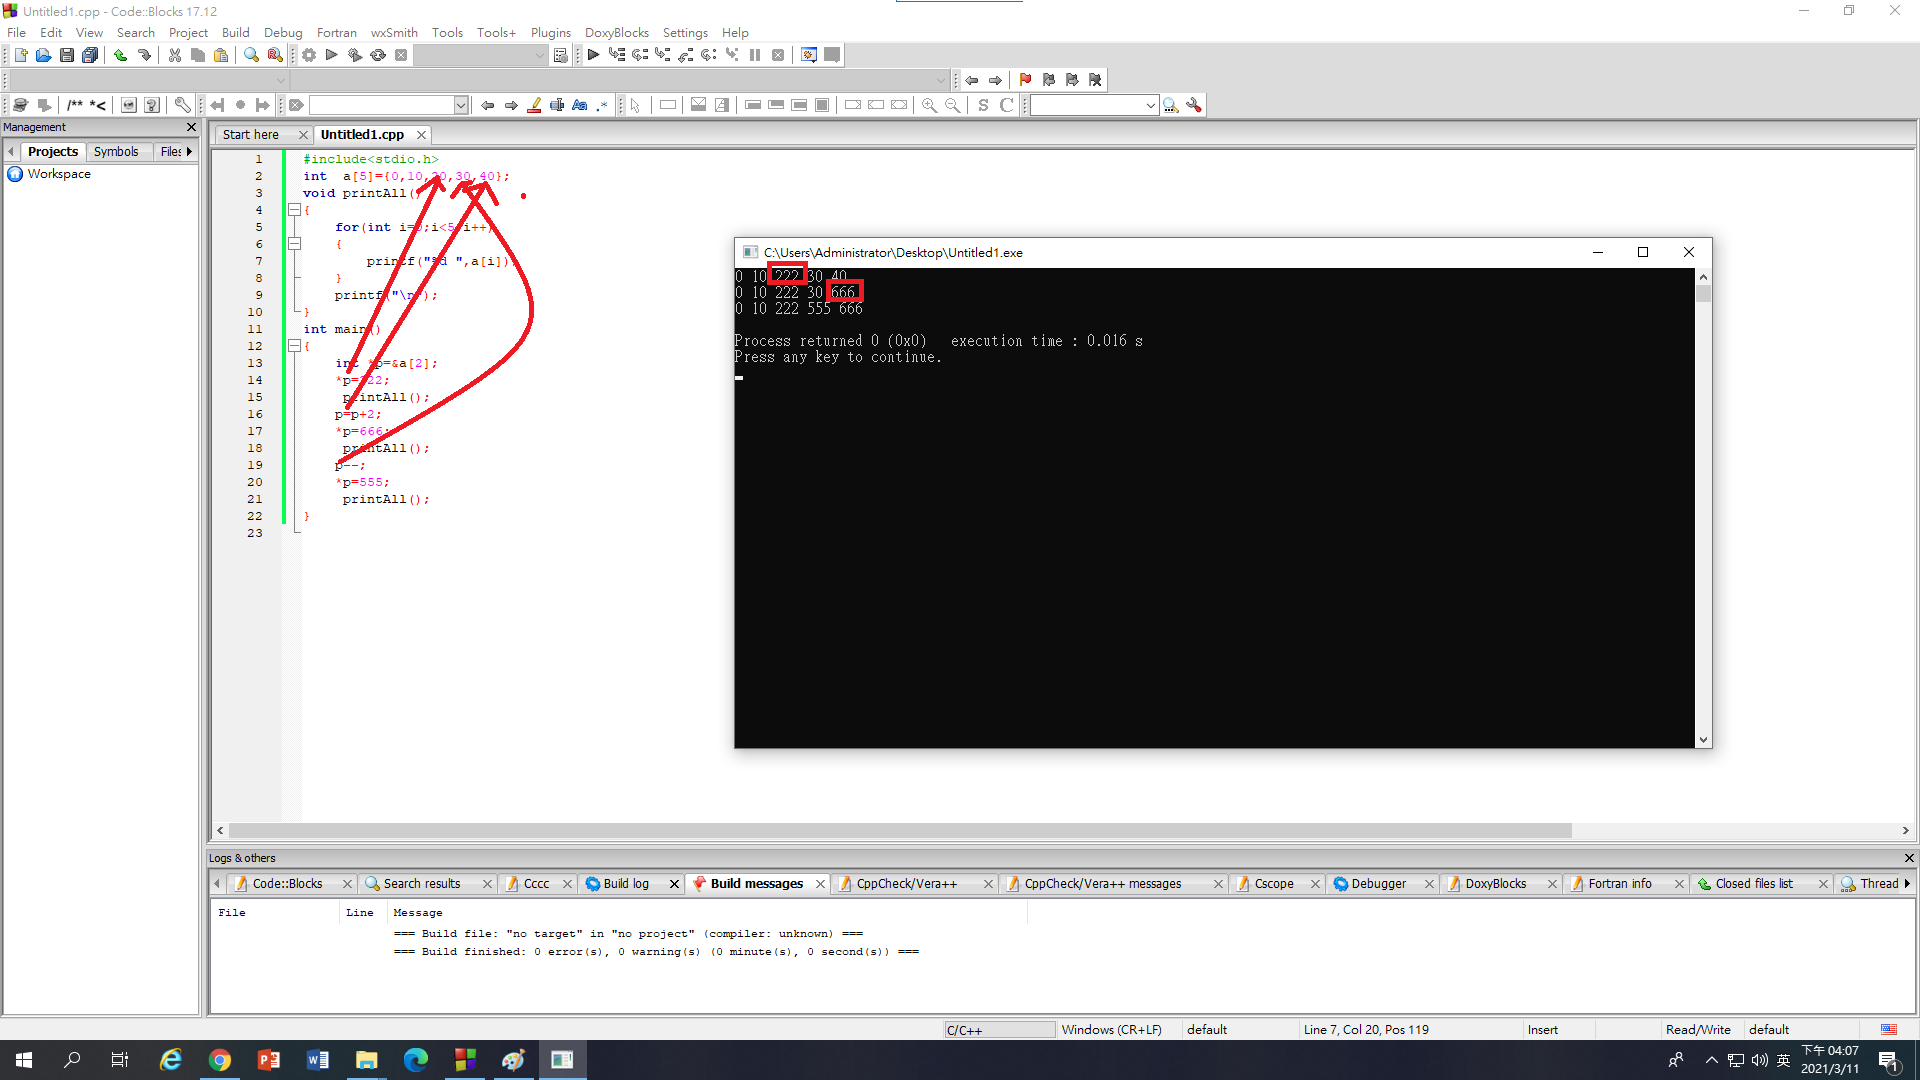 Untitled1.cpp - Code::Blocks 17.12
File Edit View Search Project Build Debug Fortran wxSmith Tools Tools+ Plugins DoxyBlocks Settings Help
/** *<
Aa .*
S C
Management
Projects Symbols Files
Workspace
Start here Untitled1.cpp
1 #include<stdio.h>
2 int a[5]={0,10,20,30,40};
3 void printAll()
4 {
5 for(int i=0;i<5;i++)
6 {
7 printf("%d ",a[i]);
8 }
9 printf("\n");
10 }
11 int main()
12 {
13 int *p=&a[2];
14 *p=222;
15 printAll();
16 p=p+2;
17 *p=666;
18 printAll();
19 p--;
20 *p=555;
21 printAll();
22 }
23
C:\Users\Administrator\Desktop\Untitled1.exe
0 10 222 30 40
0 10 222 30 666
0 10 222 555 666
Process returned 0 (0x0)   execution time : 0.016 s
Press any key to continue.
Logs & others
Code::Blocks Search results Cccc Build log Build messages CppCheck/Vera++ CppCheck/Vera++ messages Cscope Debugger DoxyBlocks Fortran info Closed files list Thread
File Line Message
=== Build file: "no target" in "no project" (compiler: unknown) ===
=== Build finished: 0 error(s), 0 warning(s) (0 minute(s), 0 second(s)) ===
C/C++ Windows (CR+LF) default Line 7, Col 20, Pos 119 Insert Read/Write default
英
下午 04:07
2021/3/11
1